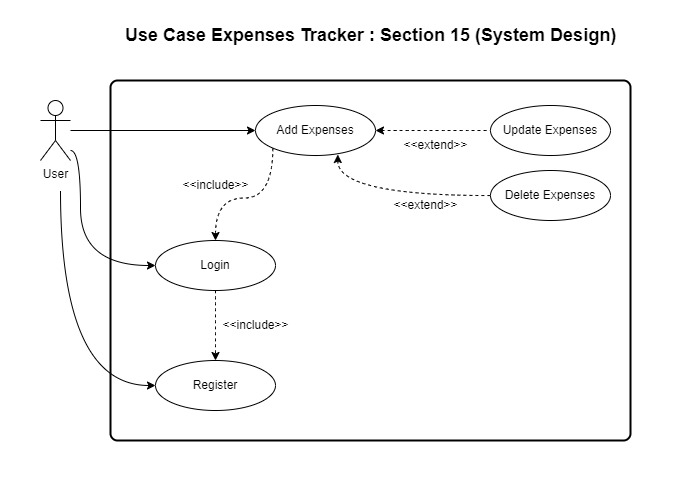 Use Case Expenses Tracker : Section 15 (System Design)
Add Expenses
Update Expenses
<<extend>>
User
<<include>>
Delete Expenses
<<extend>>
Login
<<include>>
Register